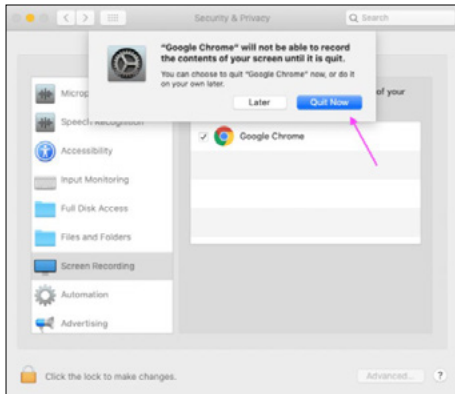 Security & Privacy
Search
"Google Chrome" will not be able to record
the contents of your screen until it is quit.
You can choose to quit "Google Chrome" now, or do it
on your own later.
Later
Quit Now
of your
Microp
Speech Recognition
Google Chrome
Accessibility
Input Monitoring
Full Disk Access
Files and Folders
Screen Recording
Automation
Advertising
Click the lock to make changes.
Advanced...
?